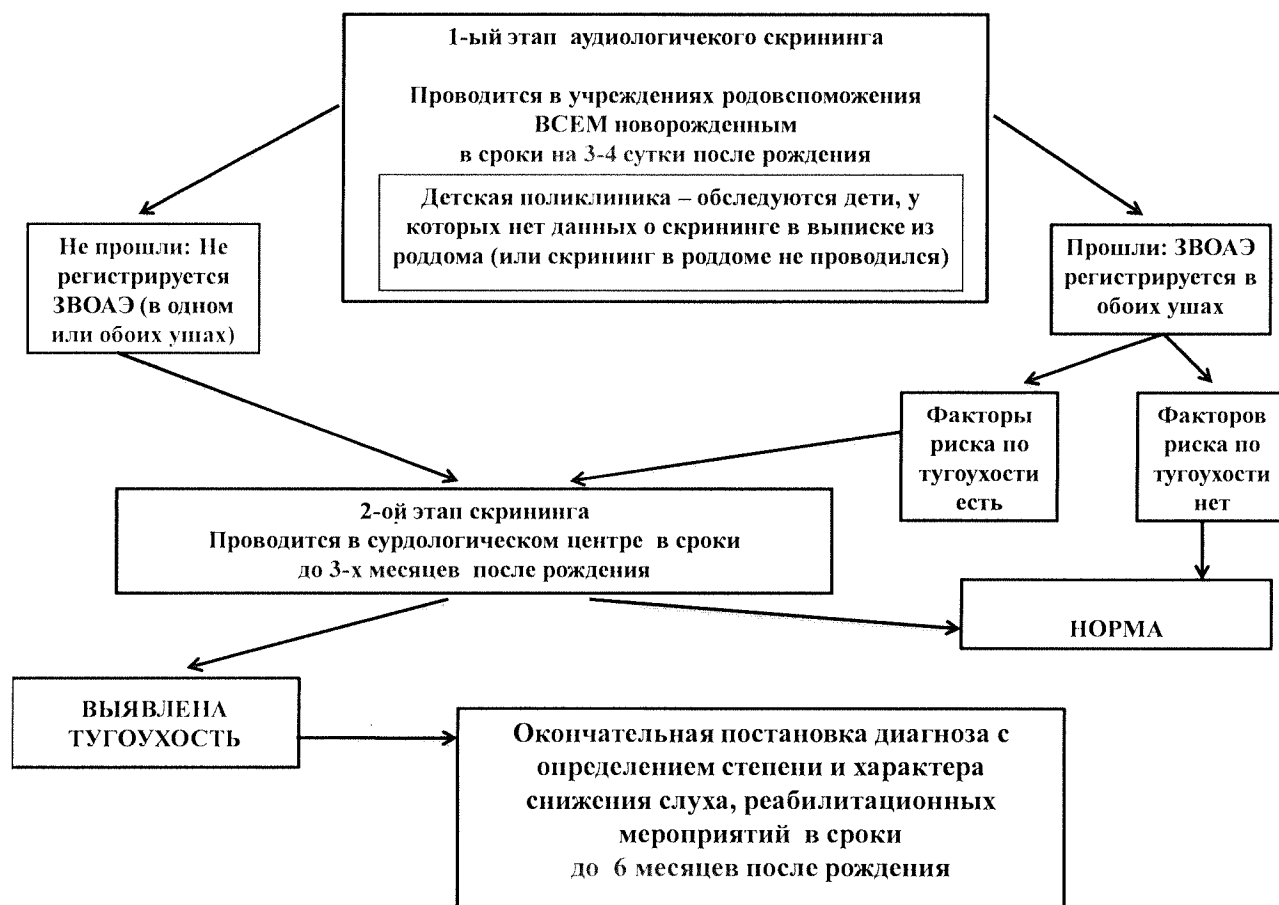 1-ый этап аудиологичекого скрининга
Проводится в учреждениях родовспоможения
ВСЕМ новорожденным
в сроки на 3-4 сутки после рождения
Детская поликлиника – обследуются дети, у
которых нет данных о скрининге в выписке из
роддома (или скрининг в роддоме не проводился)
Не прошли: Не
регистрируется
ЗВОАЭ (в одном
или обоих ушах)
Прошли: ЗВОАЭ
регистрируется в
обоих ушах
Факторы
риска по
тугоухости
есть
Факторов
риска по
тугоухости
нет
2-ой этап скрининга
Проводится в сурдологическом центре в сроки
до 3-х месяцев после рождения
НОРМА
ВЫЯВЛЕНА
ТУГОУХОСТЬ
Окончательная постановка диагноза с
определением степени и характера
снижения слуха, реабилитационных
мероприятий в сроки
до 6 месяцев после рождения